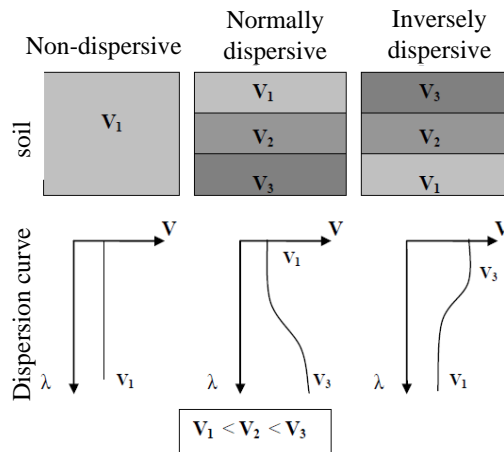 Non-dispersive
Normally
dispersive
Inversely
dispersive
soil
V1
V1
V2
V3
V3
V2
V1
Dispersion curve
V
λ
V1
V
V1
λ
V3
V
V3
λ
V1
V1 < V2 < V3